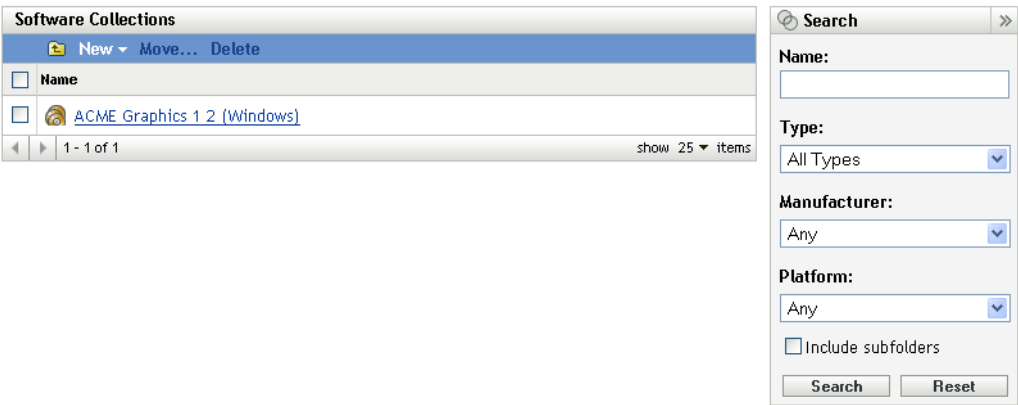 Software Collections
New Move... Delete
Name
ACME Graphics 1 2 (Windows)
1 - 1 of 1 show 25 items
Search
Name:
Type:
All Types
Manufacturer:
Any
Platform:
Any
Include subfolders
Search Reset